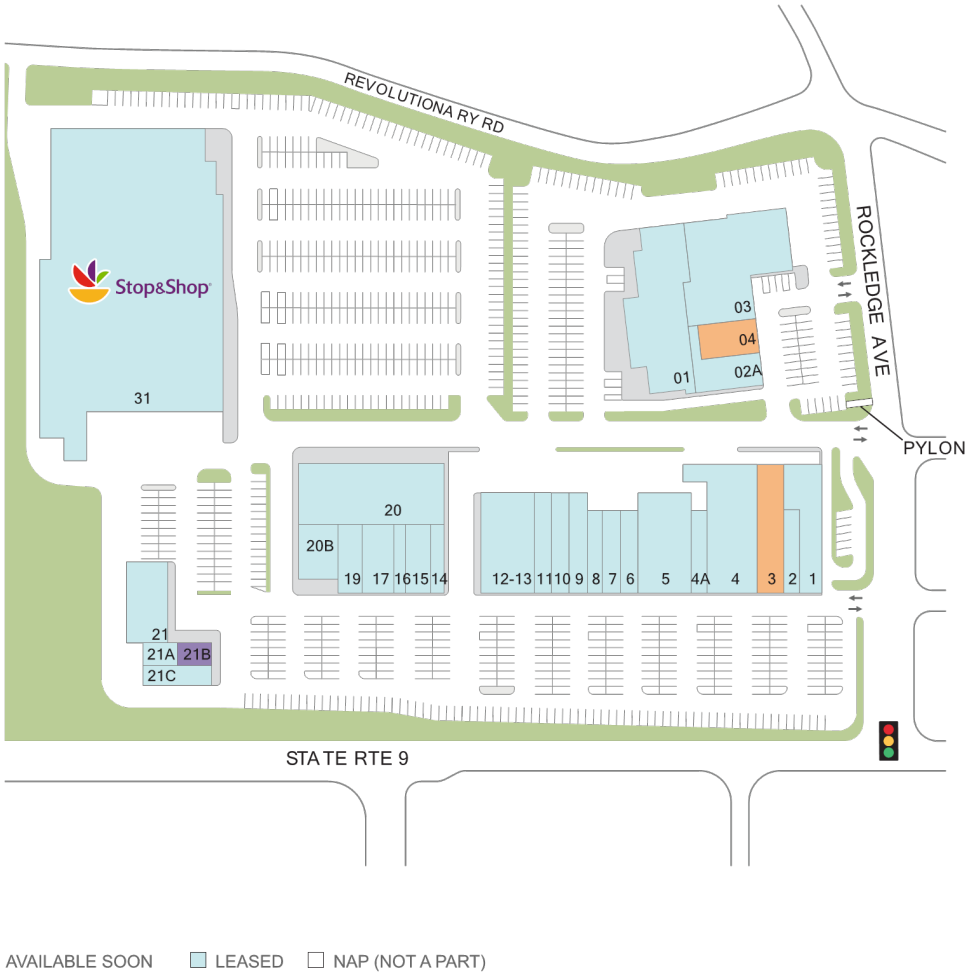 REVOLUTIONA RY RD
ROCKLEDGE AVE
Stop&Shop
31
03
04
01
02A
PYLON
20
20B
19
17
16
15
14
12-13
11
10
9
8
7
6
5
4A
4
3
2
1
21
21A
21B
21C
STA TE RTE 9
AVAILABLE SOON
LEASED
NAP (NOT A PART)